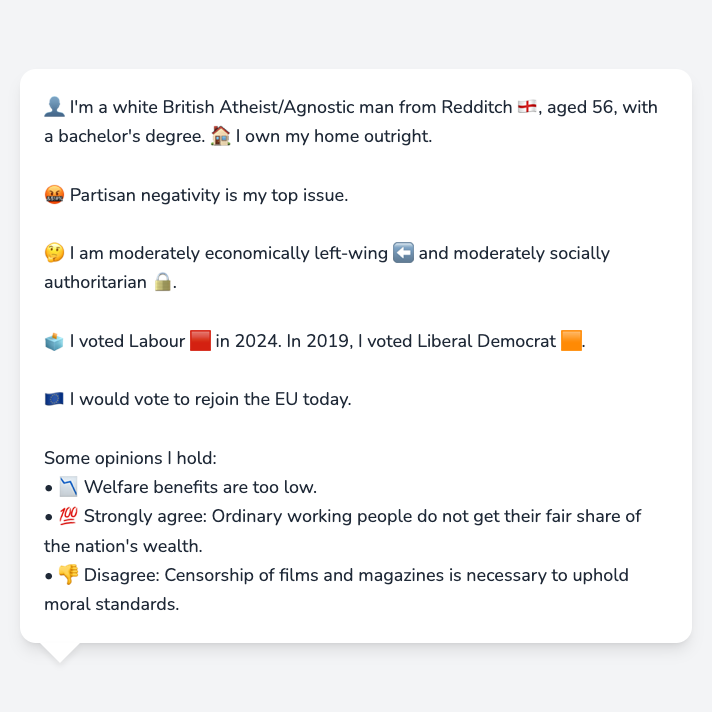 👤 I'm a white British Atheist/Agnostic man from Redditch 🏴󠁧󠁢󠁥󠁮󠁧󠁿, aged 56, with
a bachelor's degree. 🏠 I own my home outright.
🤬 Partisan negativity is my top issue.
🤔 I am moderately economically left-wing ⬅️ and moderately socially
authoritarian 🔒.
🗳️ I voted Labour 🟥 in 2024. In 2019, I voted Liberal Democrat 🟧.
🇪🇺 I would vote to rejoin the EU today.
Some opinions I hold:
• 📉 Welfare benefits are too low.
• 💯 Strongly agree: Ordinary working people do not get their fair share of
the nation's wealth.
• 👎 Disagree: Censorship of films and magazines is necessary to uphold
moral standards.